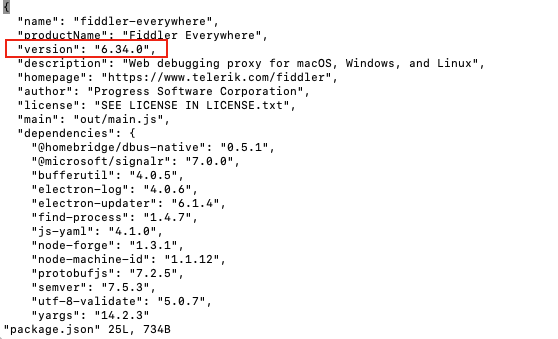 {
"name": "fiddler-everywhere",
"productName": "Fiddler Everywhere",
"version": "6.34.0",
"description": "Web debugging proxy for macOS, Windows, and Linux",
"homepage": "https://www.telerik.com/fiddler",
"author": "Progress Software Corporation",
"license": "SEE LICENSE IN LICENSE.txt",
"main": "out/main.js",
"dependencies": {
"@homebridge/dbus-native": "0.5.1",
"@microsoft/signalr": "7.0.0",
"bufferutil": "4.0.5",
"electron-log": "4.0.6",
"electron-updater": "6.1.4",
"find-process": "1.4.7",
"js-yaml": "4.1.0",
"node-forge": "1.3.1",
"node-machine-id": "1.1.12",
"protobufjs": "7.2.5",
"semver": "7.5.3",
"utf-8-validate": "5.0.7",
"yargs": "14.2.3"
"package.json" 25L, 734B